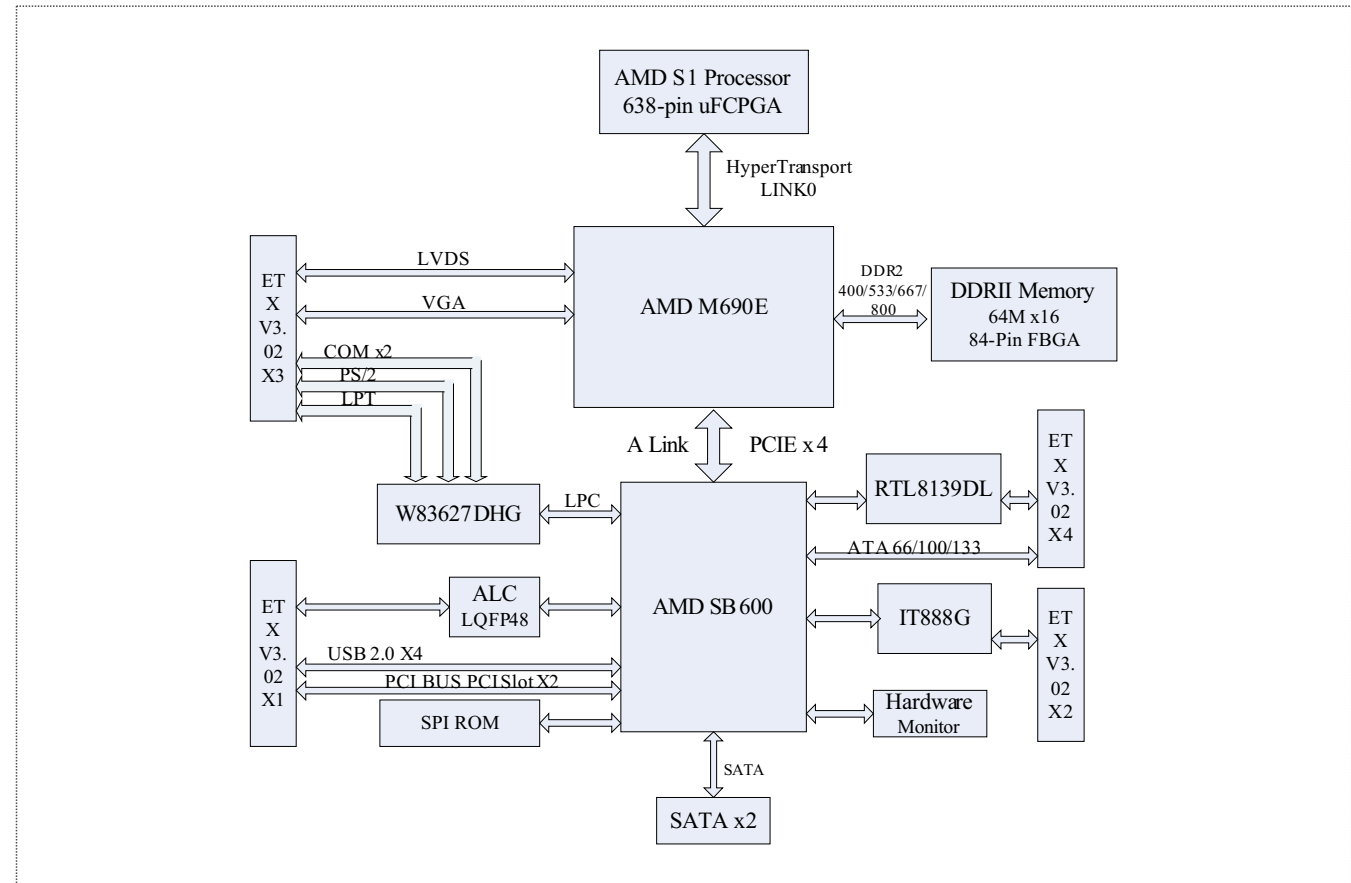 AMD S1 Processor
638-pin uFCPGA
HyperTransport
LINK0
ET
X
V3.
02
X3
LVDS
VGA
COM x2
PS/2
LPT
AMD M690E
DDR2
400/533/667/
800
DDRII Memory
64M x16
84-Pin FBGA
A Link
PCIE x 4
W83627DHG
LPC
RTL8139DL
ET
X
V3.
02
X4
ATA 66/100/133
ET
X
V3.
02
X1
ALC
LQFP48
AMD SB600
IT888G
ET
X
V3.
02
X2
USB 2.0 X4
PCI BUS PCI Slot X2
SPI ROM
Hardware
Monitor
SATA
SATA x2